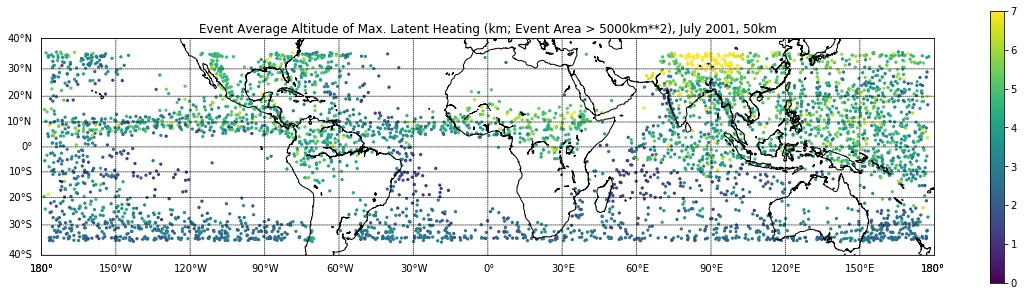 Event Average Altitude of Max. Latent Heating (km; Event Area > 5000km**2), July 2001, 50km
40°N
30°N
20°N
10°N
0°
10°S
20°S
30°S
40°S
180° 150°W 120°W 90°W 60°W 30°W 0° 30°E 60°E 90°E 120°E 150°E 180°
7
6
5
4
3
2
1
0